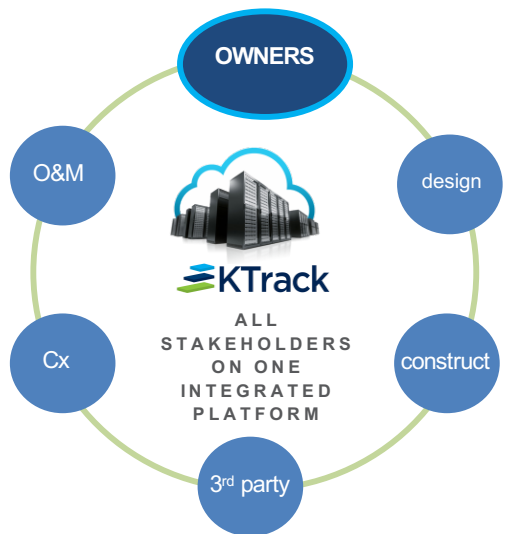 OWNERS
O&M
design
KTrack
ALL
STAKEHOLDERS
ON ONE
INTEGRATED
PLATFORM
Cx
construct
3rd party